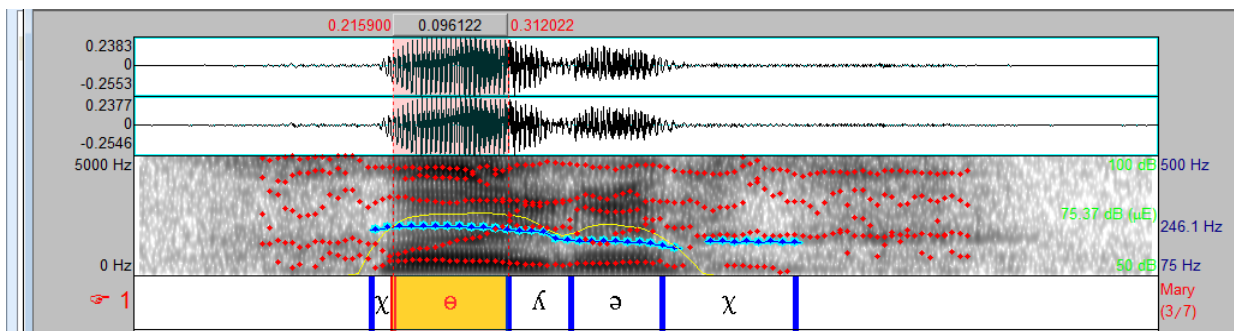 0.215900 0.096122 0.312022
0.2383
0
-0.2553
0.2377
0
-0.2546
5000 Hz 100 dB 500 Hz
75.37 dB (µE) 246.1 Hz
0 Hz 50 dB 75 Hz
☞ 1 χ ɵ ʎ ə χ Mary
(3/7)